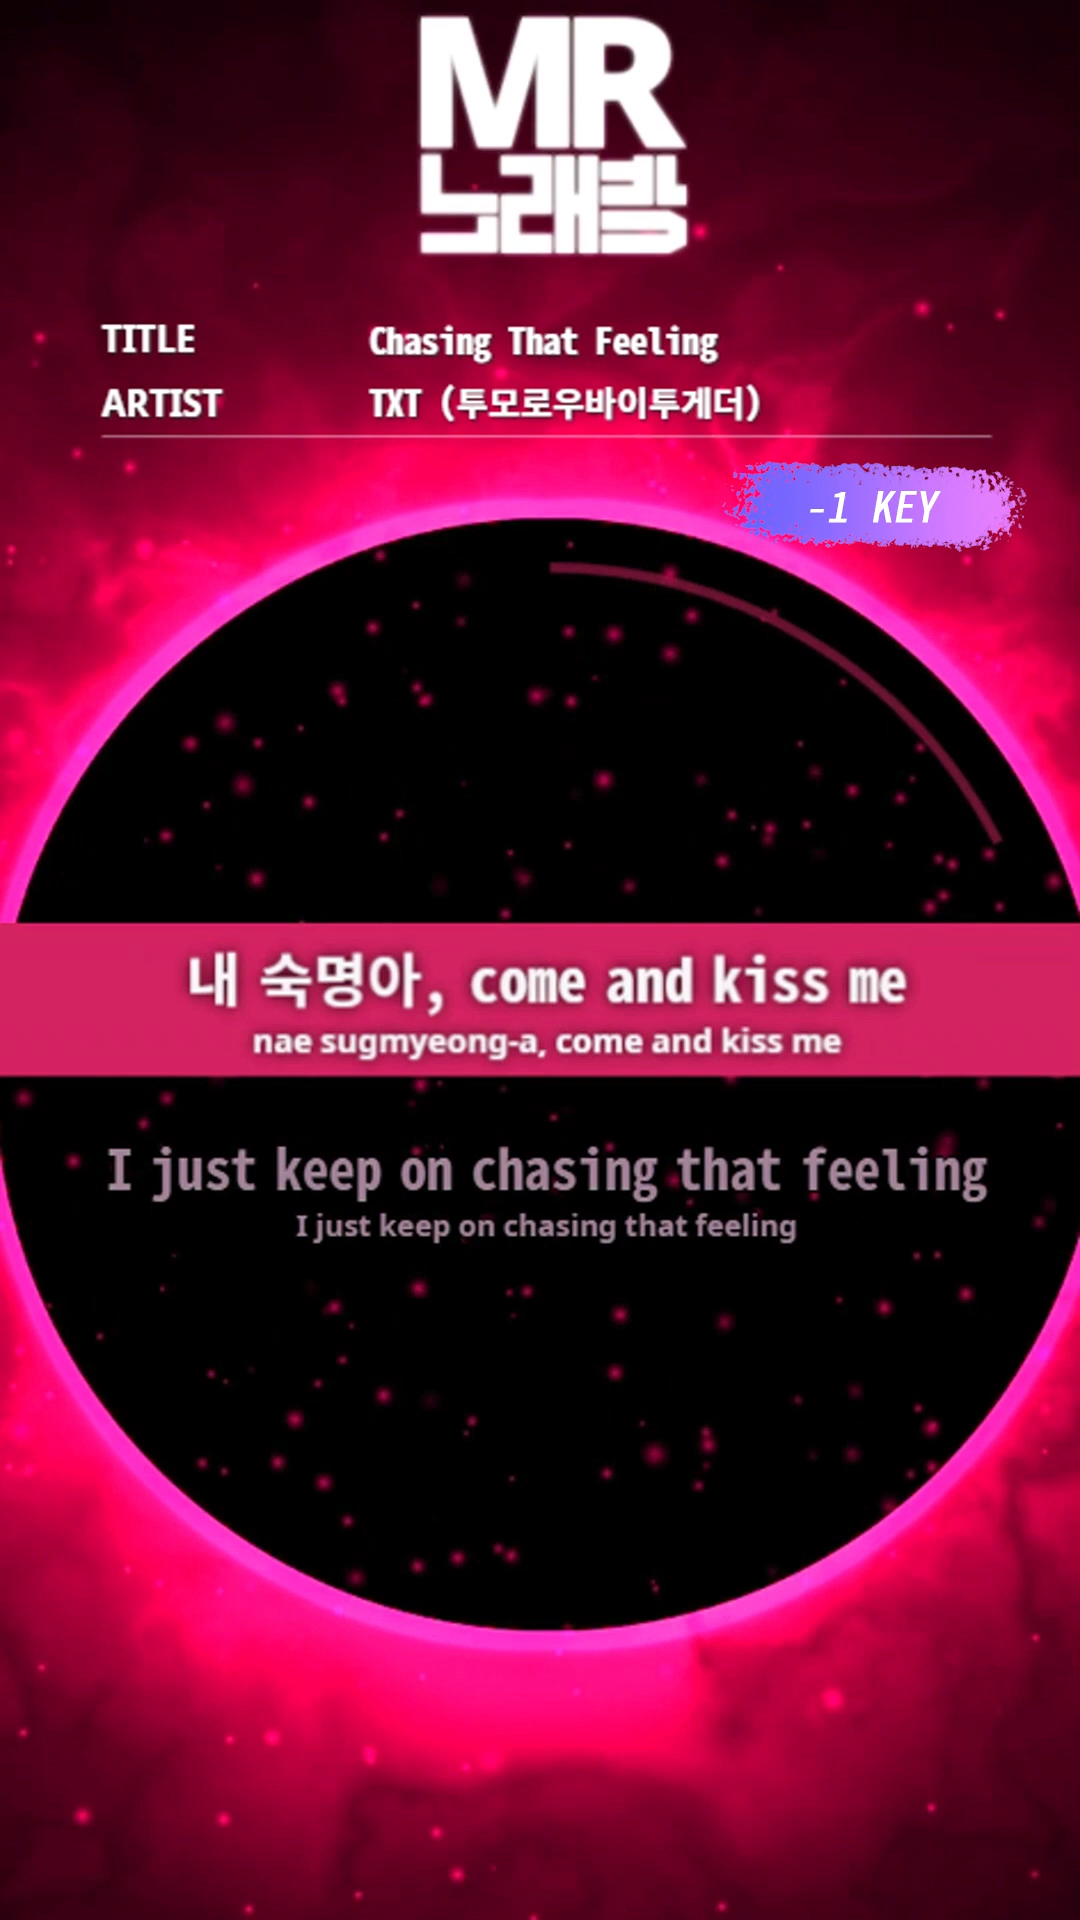 MR
노래방
TITLE Chasing That Feeling
ARTIST TXT (투모로우바이투게더)
-1 KEY
내 숙명아, come and kiss me
nae sugmyeong-a, come and kiss me
I just keep on chasing that feeling
I just keep on chasing that feeling